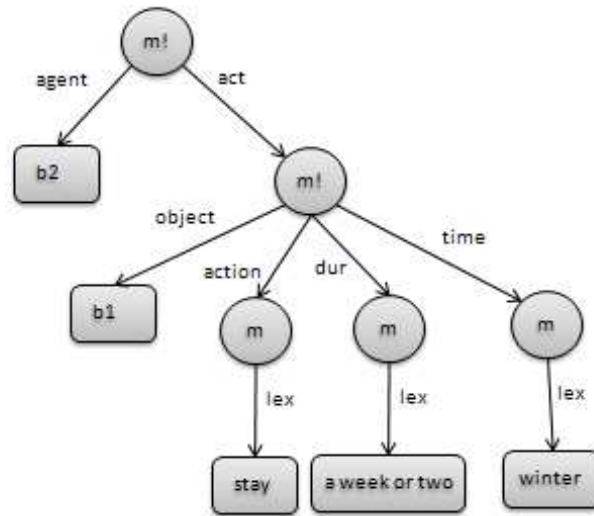 m!
agent
act
b2
m!
object
time
action
dur
b1
m
m
m
lex
lex
lex
stay
a week or two
winter